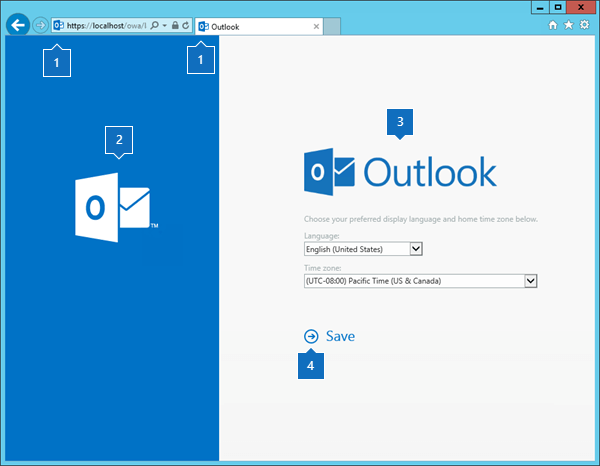 https://localhost/owa/l
Outlook
1
1
2
3
O
TM
O Outlook
Choose your preferred display language and home time zone below.
Language:
English (United States)
Time zone:
(UTC-08:00) Pacific Time (US & Canada)
Save
4